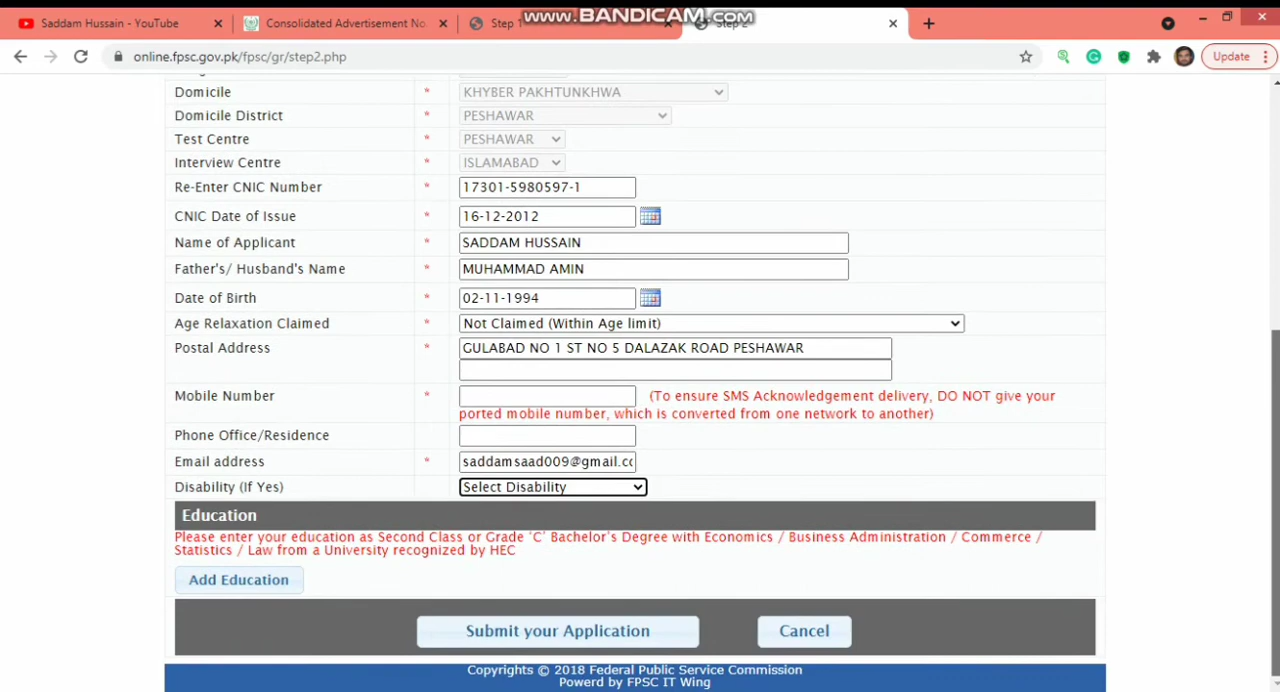 Saddam Hussain - YouTube
Consolidated Advertisement No.
Step 1
www.BANDICAM.com
Step 2
online.fpsc.gov.pk/fpsc/gr/step2.php
Update
Domicile * KHYBER PAKHTUNKHWA
Domicile District * PESHAWAR
Test Centre * PESHAWAR
Interview Centre * ISLAMABAD
Re-Enter CNIC Number * 17301-5980597-1
CNIC Date of Issue * 16-12-2012
Name of Applicant * SADDAM HUSSAIN
Father's/ Husband's Name * MUHAMMAD AMIN
Date of Birth * 02-11-1994
Age Relaxation Claimed * Not Claimed (Within Age limit)
Postal Address * GULABAD NO 1 ST NO 5 DALAZAK ROAD PESHAWAR
Mobile Number * (To ensure SMS Acknowledgement delivery, DO NOT give your
ported mobile number, which is converted from one network to another)
Phone Office/Residence
Email address * saddamsaad009@gmail.cc
Disability (If Yes) Select Disability
Education
Please enter your education as Second Class or Grade 'C' Bachelor's Degree with Economics / Business Administration / Commerce /
Statistics / Law from a University recognized by HEC
Add Education
Submit your Application Cancel
Copyrights © 2018 Federal Public Service Commission
Powered by FPSC IT Wing